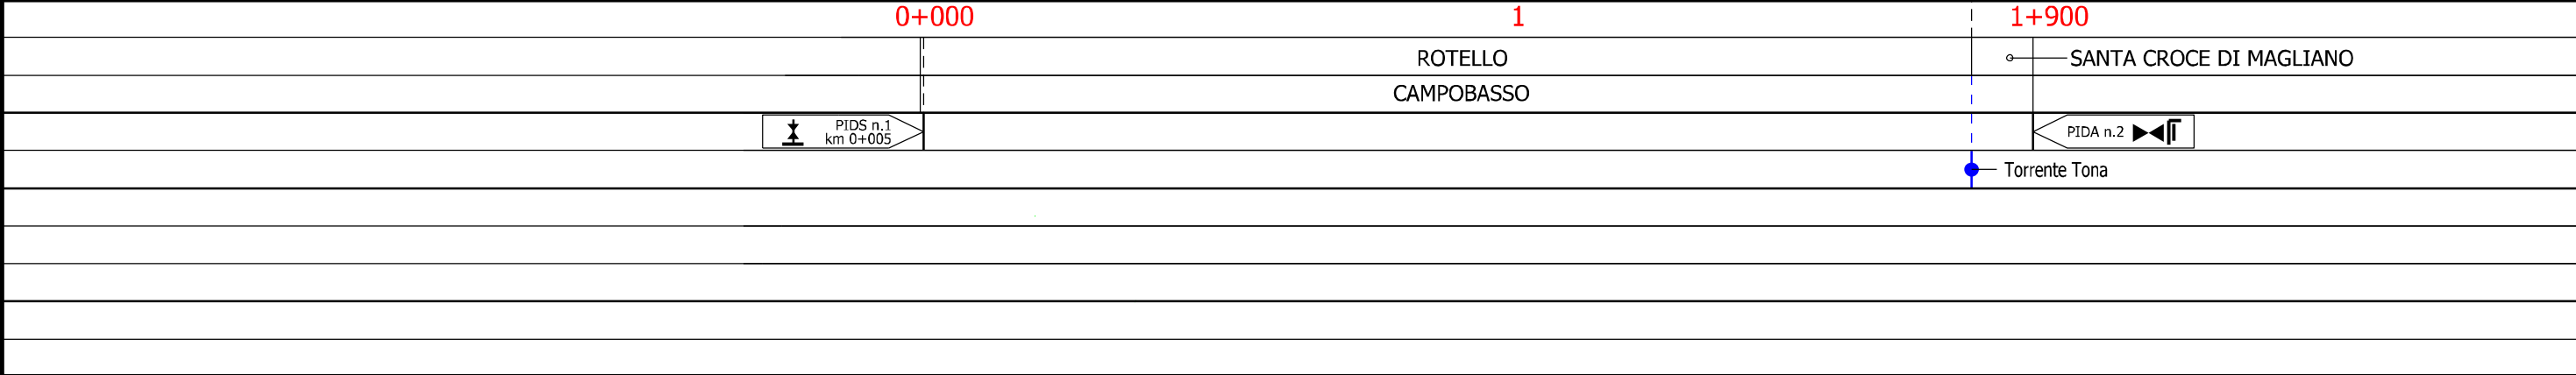 0+000
1
1+900
ROTELLO
SANTA CROCE DI MAGLIANO
CAMPOBASSO
PIDS n.1
km 0+005
PIDA n.2
Torrente Tona